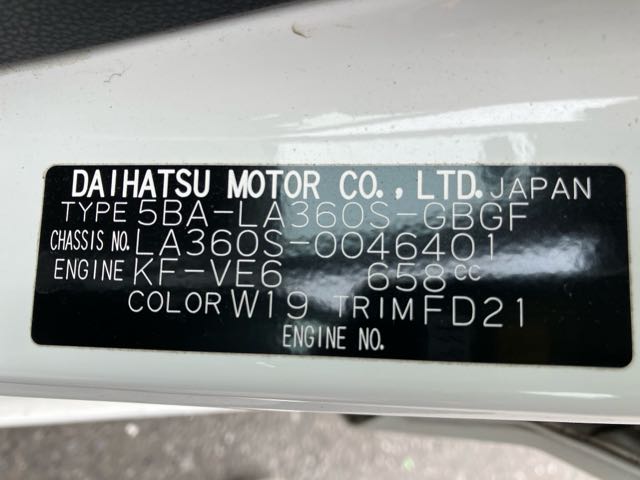 DAIHATSU MOTOR CO., LTD. JAPAN
TYPE 5BA-LA360S-GBGF
CHASSIS NO. LA360S-0046401
ENGINE KF-VE6 658cc
COLOR W19 TRIM FD21
ENGINE NO.